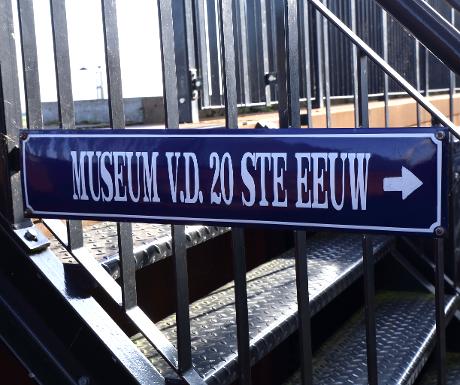 MUSEUM V.D. 20 STE EEUW →